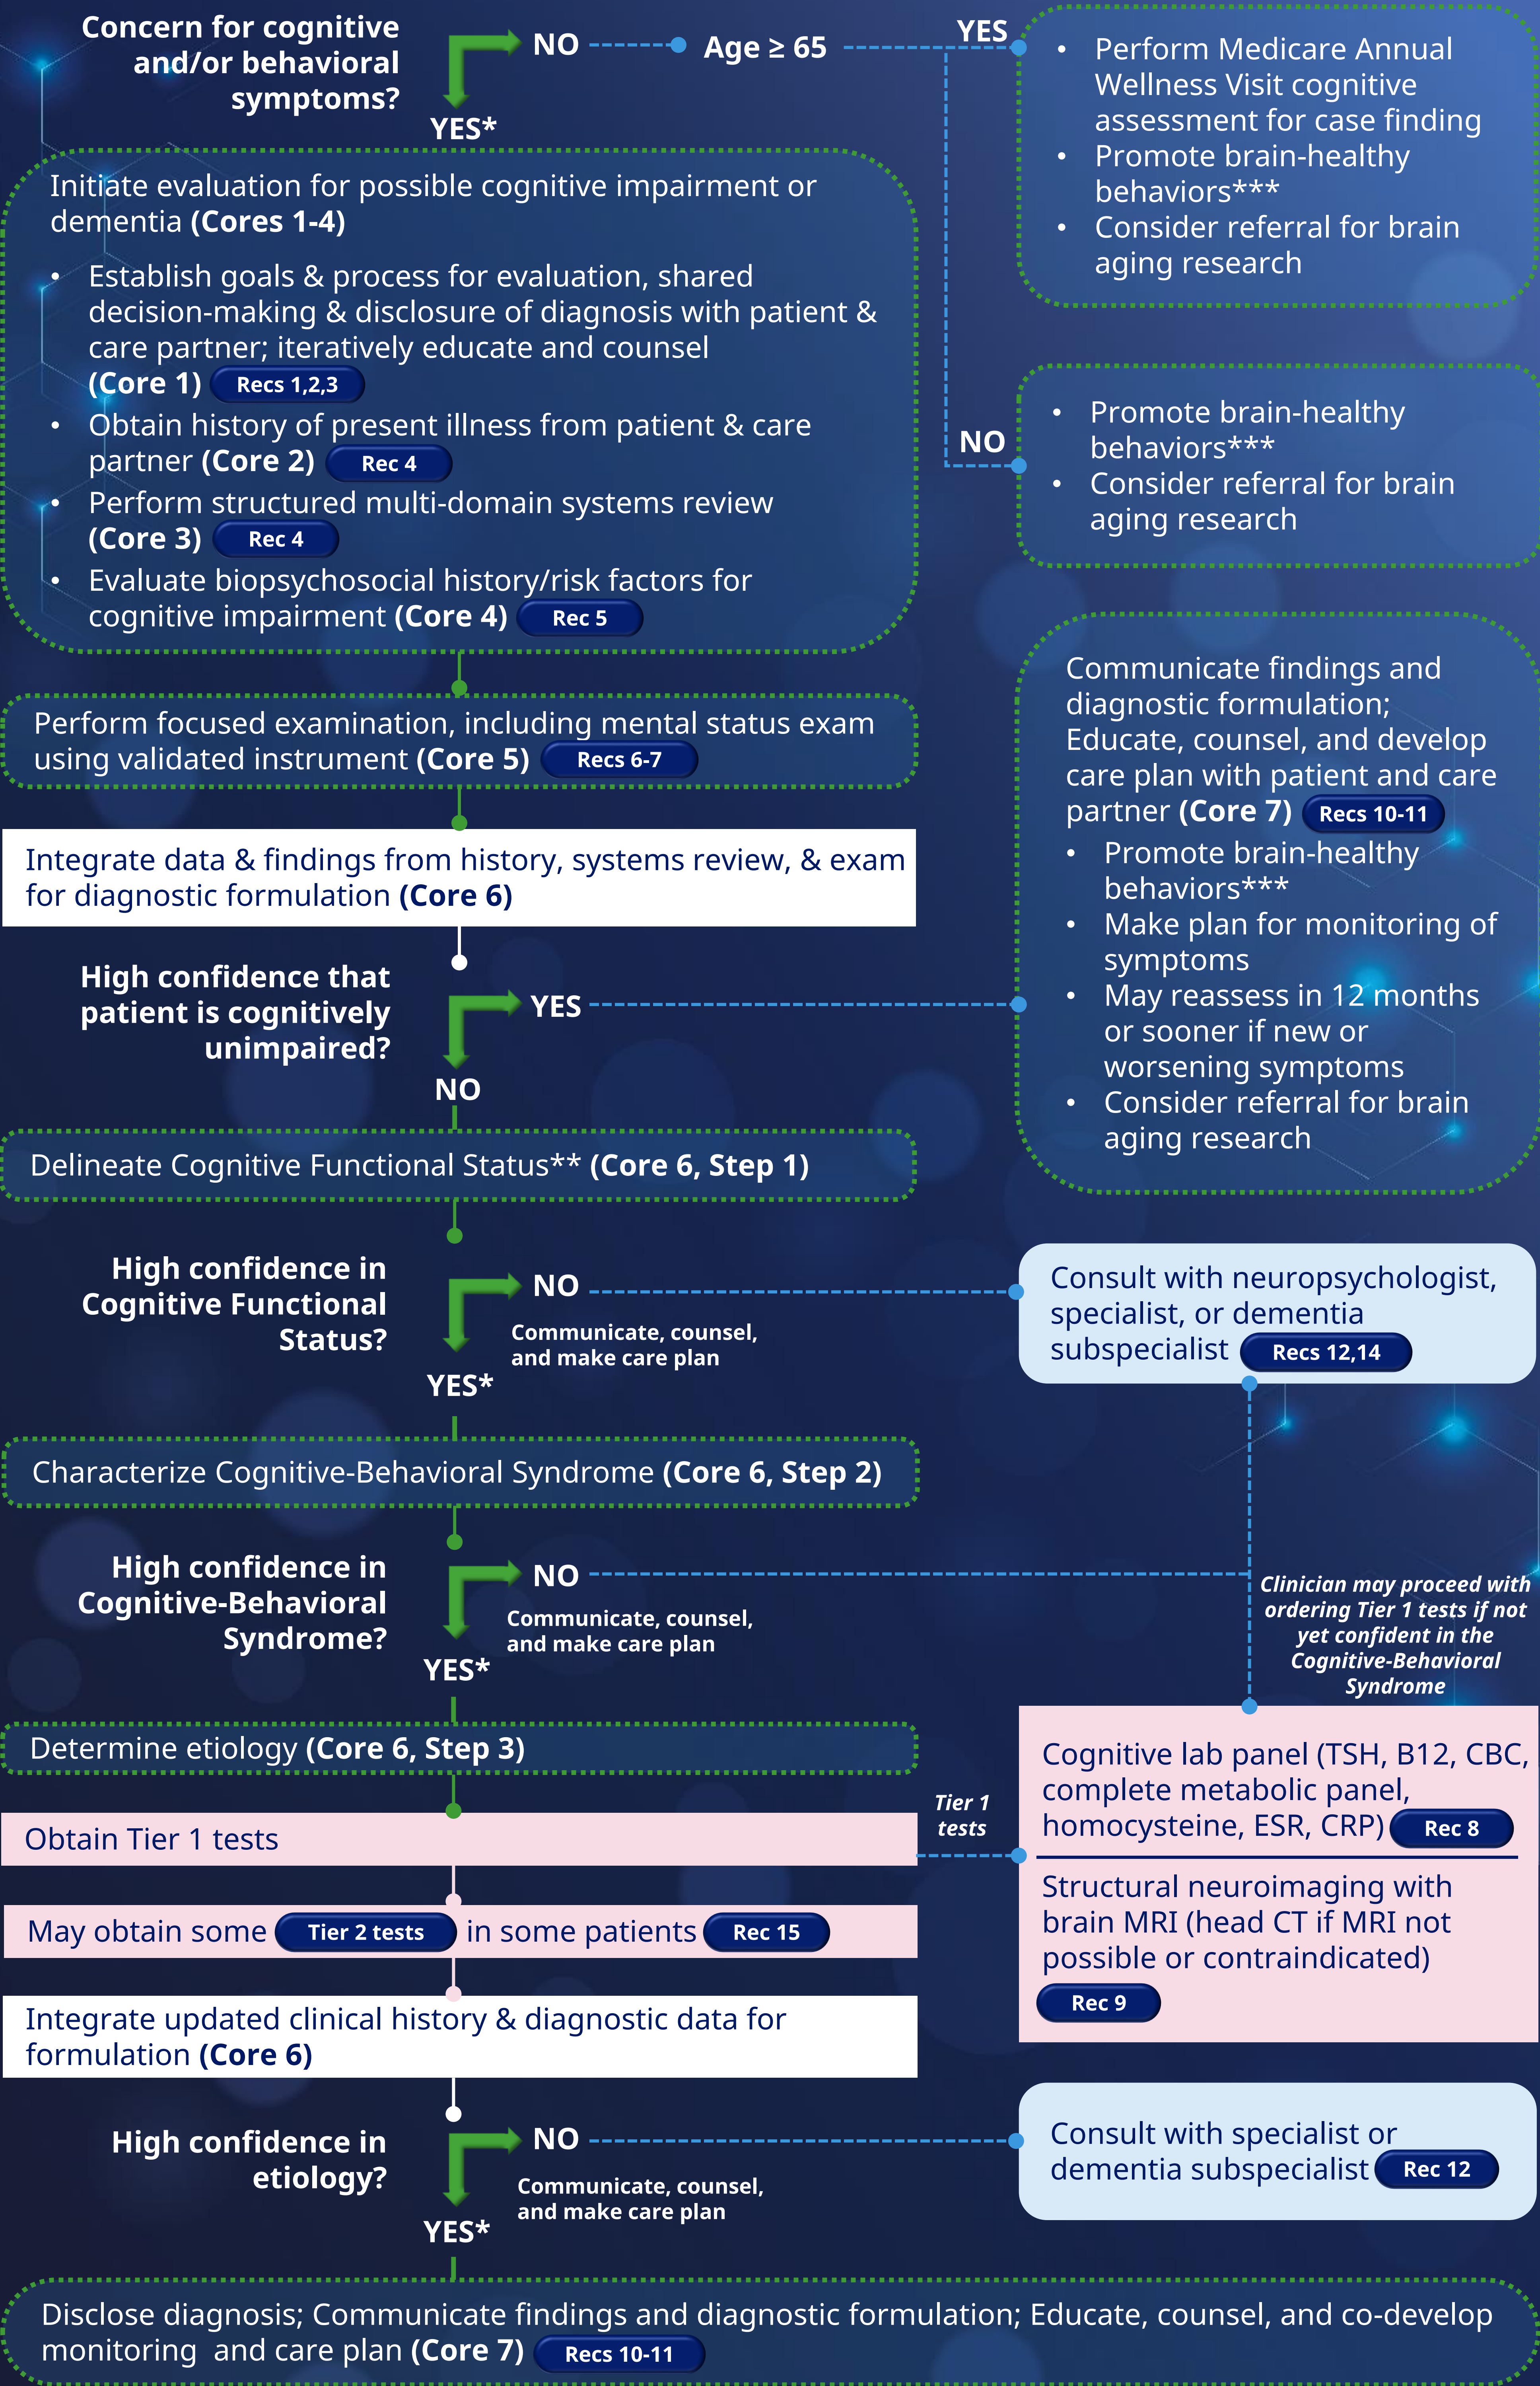 Concern for cognitive
and/or behavioral
symptoms?
NO
Age ≥ 65
YES
YES*
• Perform Medicare Annual
Wellness Visit cognitive
assessment for case finding
• Promote brain-healthy
behaviors***
• Consider referral for brain
aging research
Initiate evaluation for possible cognitive impairment or
dementia (Cores 1-4)
• Establish goals & process for evaluation, shared
decision-making & disclosure of diagnosis with patient &
care partner; iteratively educate and counsel
(Core 1) Recs 1,2,3
• Obtain history of present illness from patient & care
partner (Core 2) Rec 4
• Perform structured multi-domain systems review
(Core 3) Rec 4
• Evaluate biopsychosocial history/risk factors for
cognitive impairment (Core 4) Rec 5
NO
• Promote brain-healthy
behaviors***
• Consider referral for brain
aging research
Perform focused examination, including mental status exam
using validated instrument (Core 5) Recs 6-7
Integrate data & findings from history, systems review, & exam
for diagnostic formulation (Core 6)
High confidence that
patient is cognitively
unimpaired?
YES
NO
Communicate findings and
diagnostic formulation;
Educate, counsel, and develop
care plan with patient and care
partner (Core 7) Recs 10-11
• Promote brain-healthy
behaviors***
• Make plan for monitoring of
symptoms
• May reassess in 12 months
or sooner if new or
worsening symptoms
• Consider referral for brain
aging research
Delineate Cognitive Functional Status** (Core 6, Step 1)
High confidence in
Cognitive Functional
Status?
NO
Communicate, counsel,
and make care plan
YES*
Consult with neuropsychologist,
specialist, or dementia
subspecialist Recs 12,14
Characterize Cognitive-Behavioral Syndrome (Core 6, Step 2)
High confidence in
Cognitive-Behavioral
Syndrome?
NO
Communicate, counsel,
and make care plan
YES*
Clinician may proceed with
ordering Tier 1 tests if not
yet confident in the
Cognitive-Behavioral
Syndrome
Determine etiology (Core 6, Step 3)
Obtain Tier 1 tests
Tier 1
tests
Cognitive lab panel (TSH, B12, CBC,
complete metabolic panel,
homocysteine, ESR, CRP) Rec 8
Structural neuroimaging with
brain MRI (head CT if MRI not
possible or contraindicated)
Rec 9
May obtain some Tier 2 tests in some patients Rec 15
Integrate updated clinical history & diagnostic data for
formulation (Core 6)
High confidence in
etiology?
NO
Communicate, counsel,
and make care plan
YES*
Consult with specialist or
dementia subspecialist Rec 12
Disclose diagnosis; Communicate findings and diagnostic formulation; Educate, counsel, and co-develop
monitoring and care plan (Core 7) Recs 10-11